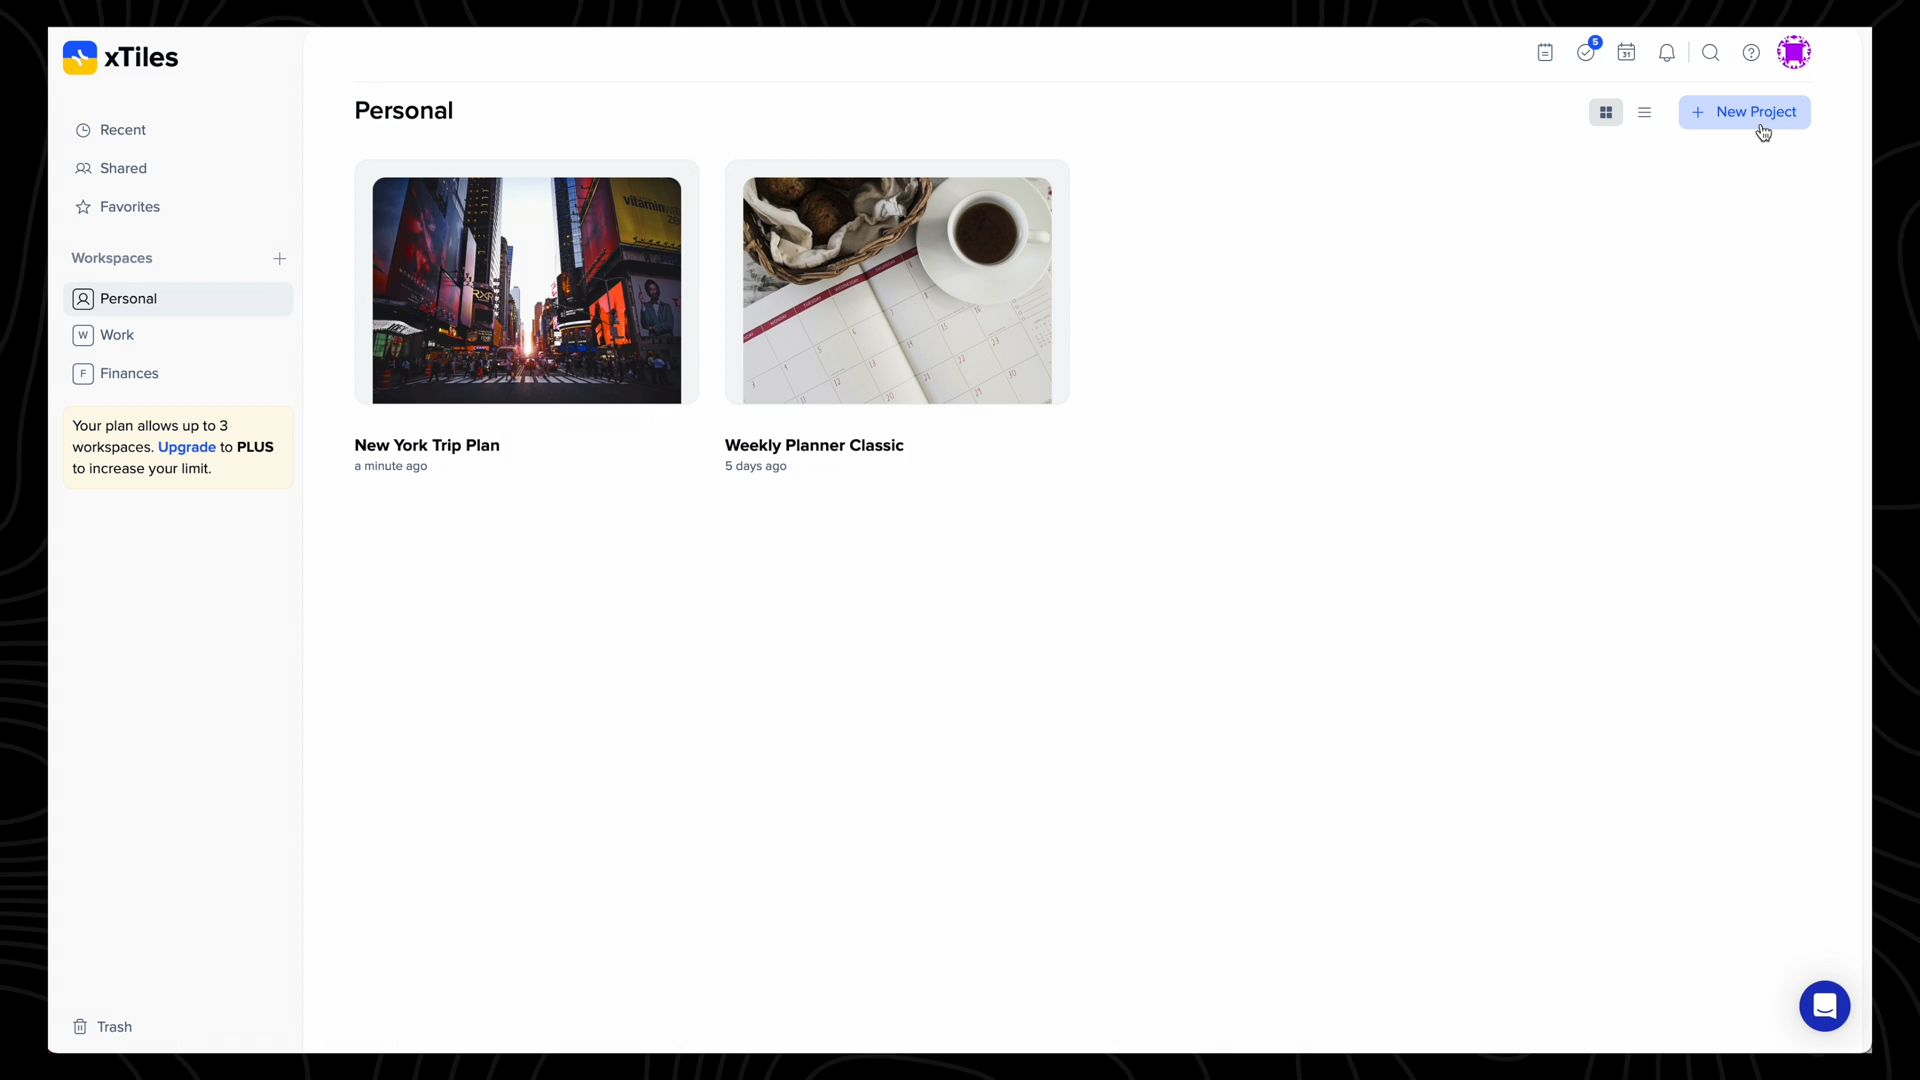 xTiles
5
31
Personal
New Project
Recent
Shared
Favorites
Workspaces
Personal
W Work
F Finances
Your plan allows up to 3
workspaces. Upgrade to PLUS
to increase your limit.
New York Trip Plan
a minute ago
Weekly Planner Classic
5 days ago
Trash